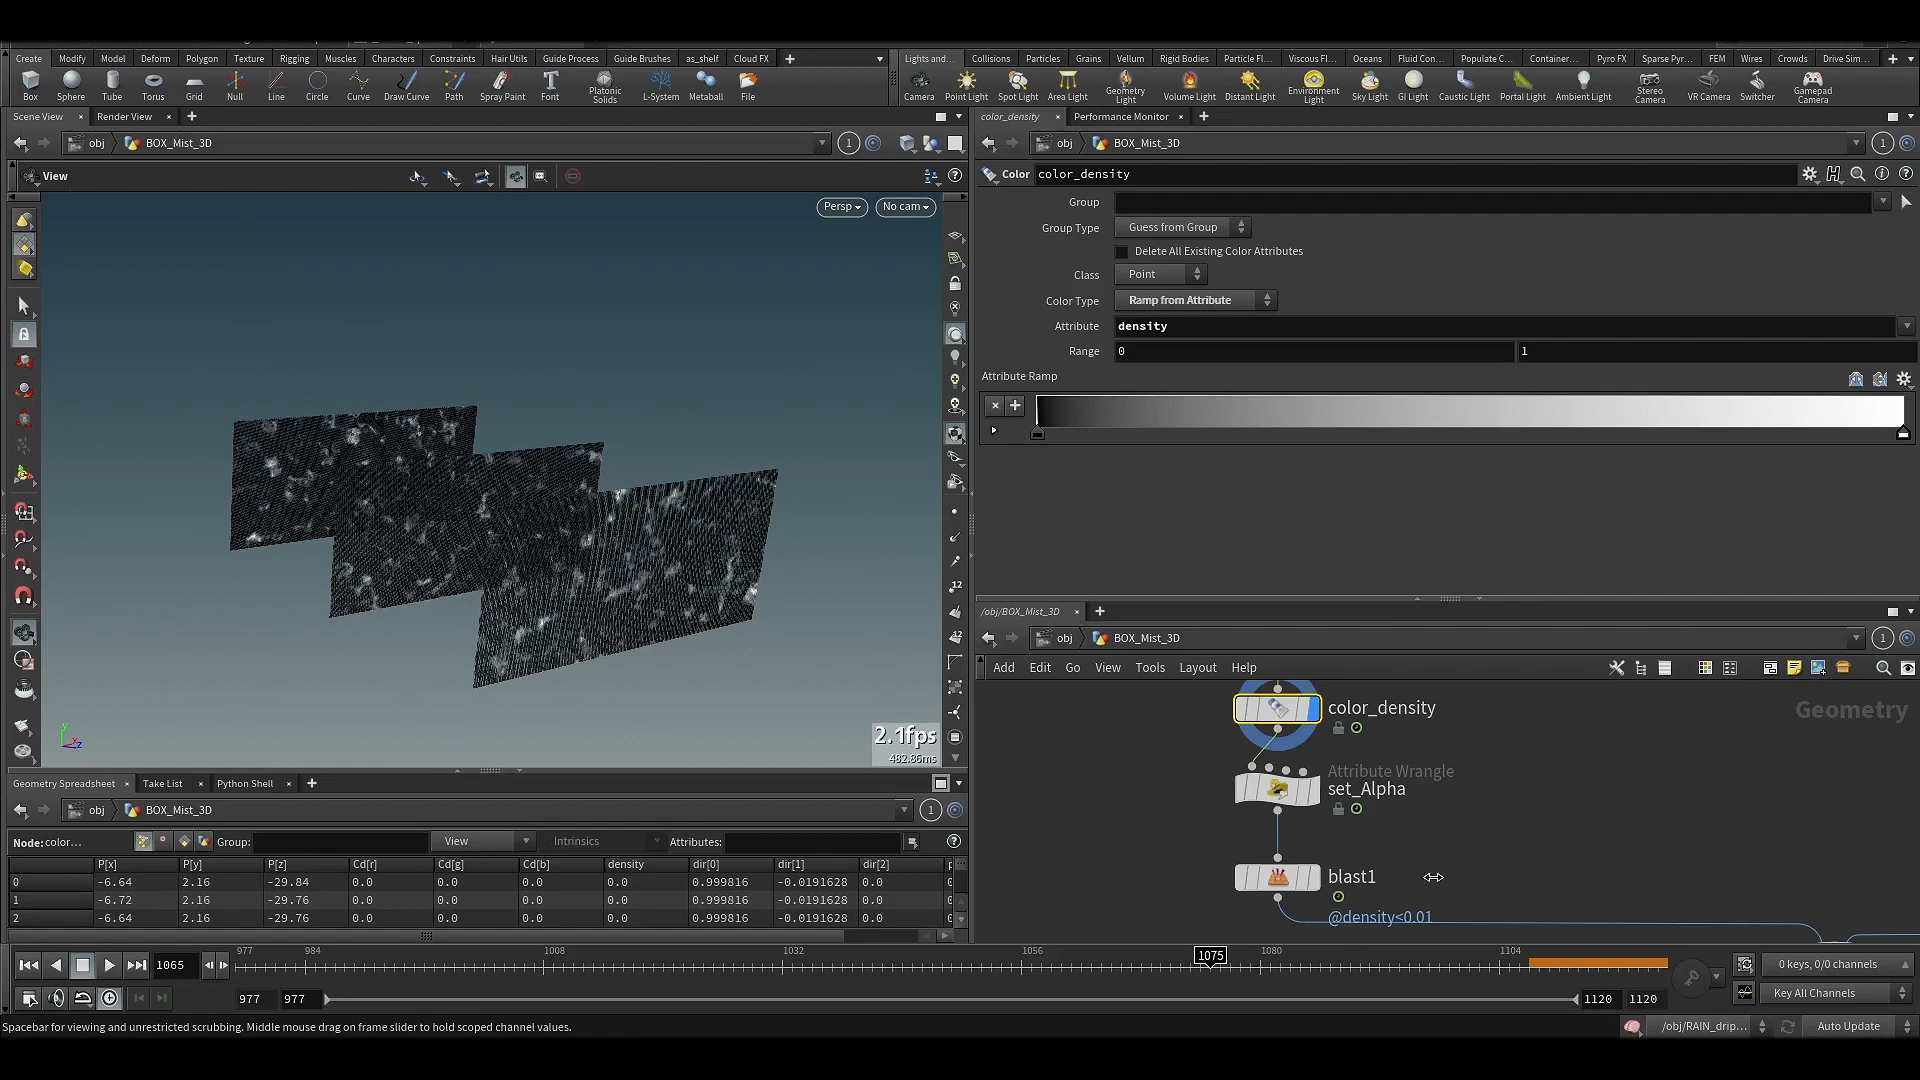 Create Modify Model Deform Polygon Texture Rigging Muscles Characters Constraints Hair Utils Guide Process Guide Brushes as_shelf Cloud FX
Lights and... Collisions Particles Grains Vellum Rigid Bodies Particle Fl... Viscous Fl... Oceans Fluid Con... Populate C... Container... Pyro FX Sparse Pyr... FEM Wires Crowds Drive Sim...
Box Sphere Tube Torus Grid Null Line Circle Curve Draw Curve Path Spray Paint Font Platonic Solids L-System Metaball File
Camera Point Light Spot Light Area Light Geometry Light Volume Light Distant Light Environment Light Sky Light GI Light Caustic Light Portal Light Ambient Light Stereo Camera VR Camera Switcher Gamepad Camera
Scene View Render View
color_density Performance Monitor
obj BOX_Mist_3D 1
obj BOX_Mist_3D 1
View
Persp No cam
Color color_density
Group
Group Type Guess from Group
Delete All Existing Color Attributes
Class Point
Color Type Ramp from Attribute
Attribute density
Range 0 1
Attribute Ramp
12
12
2.1fps
482.86ms
y
x z
/obj/BOX_Mist_3D
obj BOX_Mist_3D 1
Add Edit Go View Tools Layout Help
Geometry
color_density
Attribute Wrangle
set_Alpha
blast1
@density<0.01
Geometry Spreadsheet Take List Python Shell
obj BOX_Mist_3D 1
Node: color... Group: View Intrinsics Attributes:
P[x] P[y] P[z] Cd[r] Cd[g] Cd[b] density dir[0] dir[1] dir[2]
0 -6.64 2.16 -29.84 0.0 0.0 0.0 0.0 0.999816 -0.0191628 0.0
1 -6.72 2.16 -29.76 0.0 0.0 0.0 0.0 0.999816 -0.0191628 0.0
2 -6.64 2.16 -29.76 0.0 0.0 0.0 0.0 0.999816 -0.0191628 0.0
1065
977 984 1008 1032 1056 1075 1080 1104
0 keys, 0/0 channels
977 977 1120 1120
Key All Channels
Spacebar for viewing and unrestricted scrubbing. Middle mouse drag on frame slider to hold scoped channel values.
/obj/RAIN_drip... Auto Update